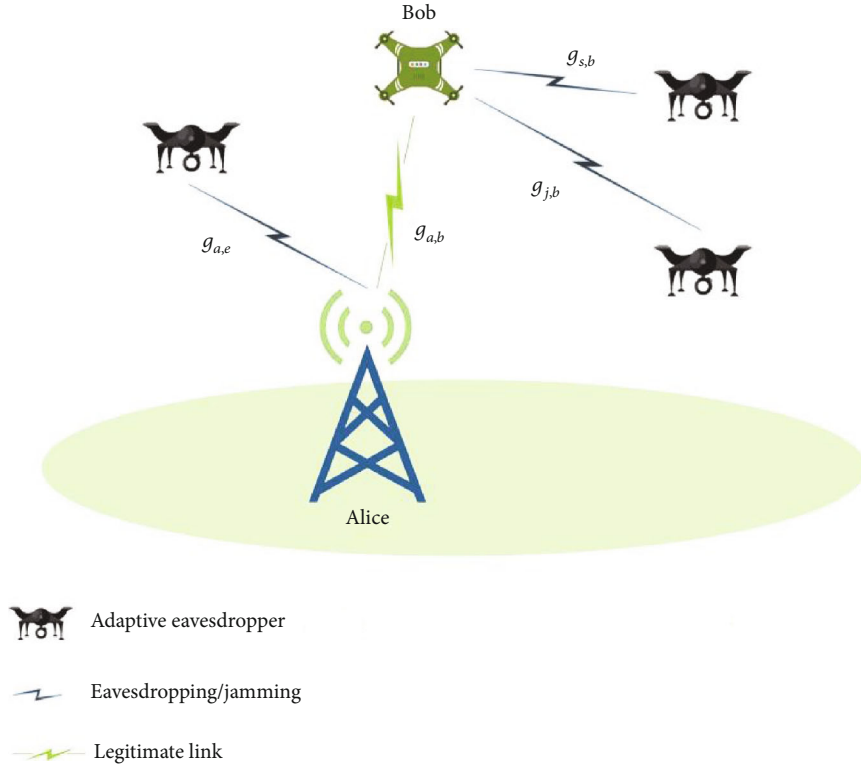 Bob
g_{s,b}
g_{j,b}
g_{a,e}
g_{a,b}
Alice
Adaptive eavesdropper
Eavesdropping/jamming
Legitimate link